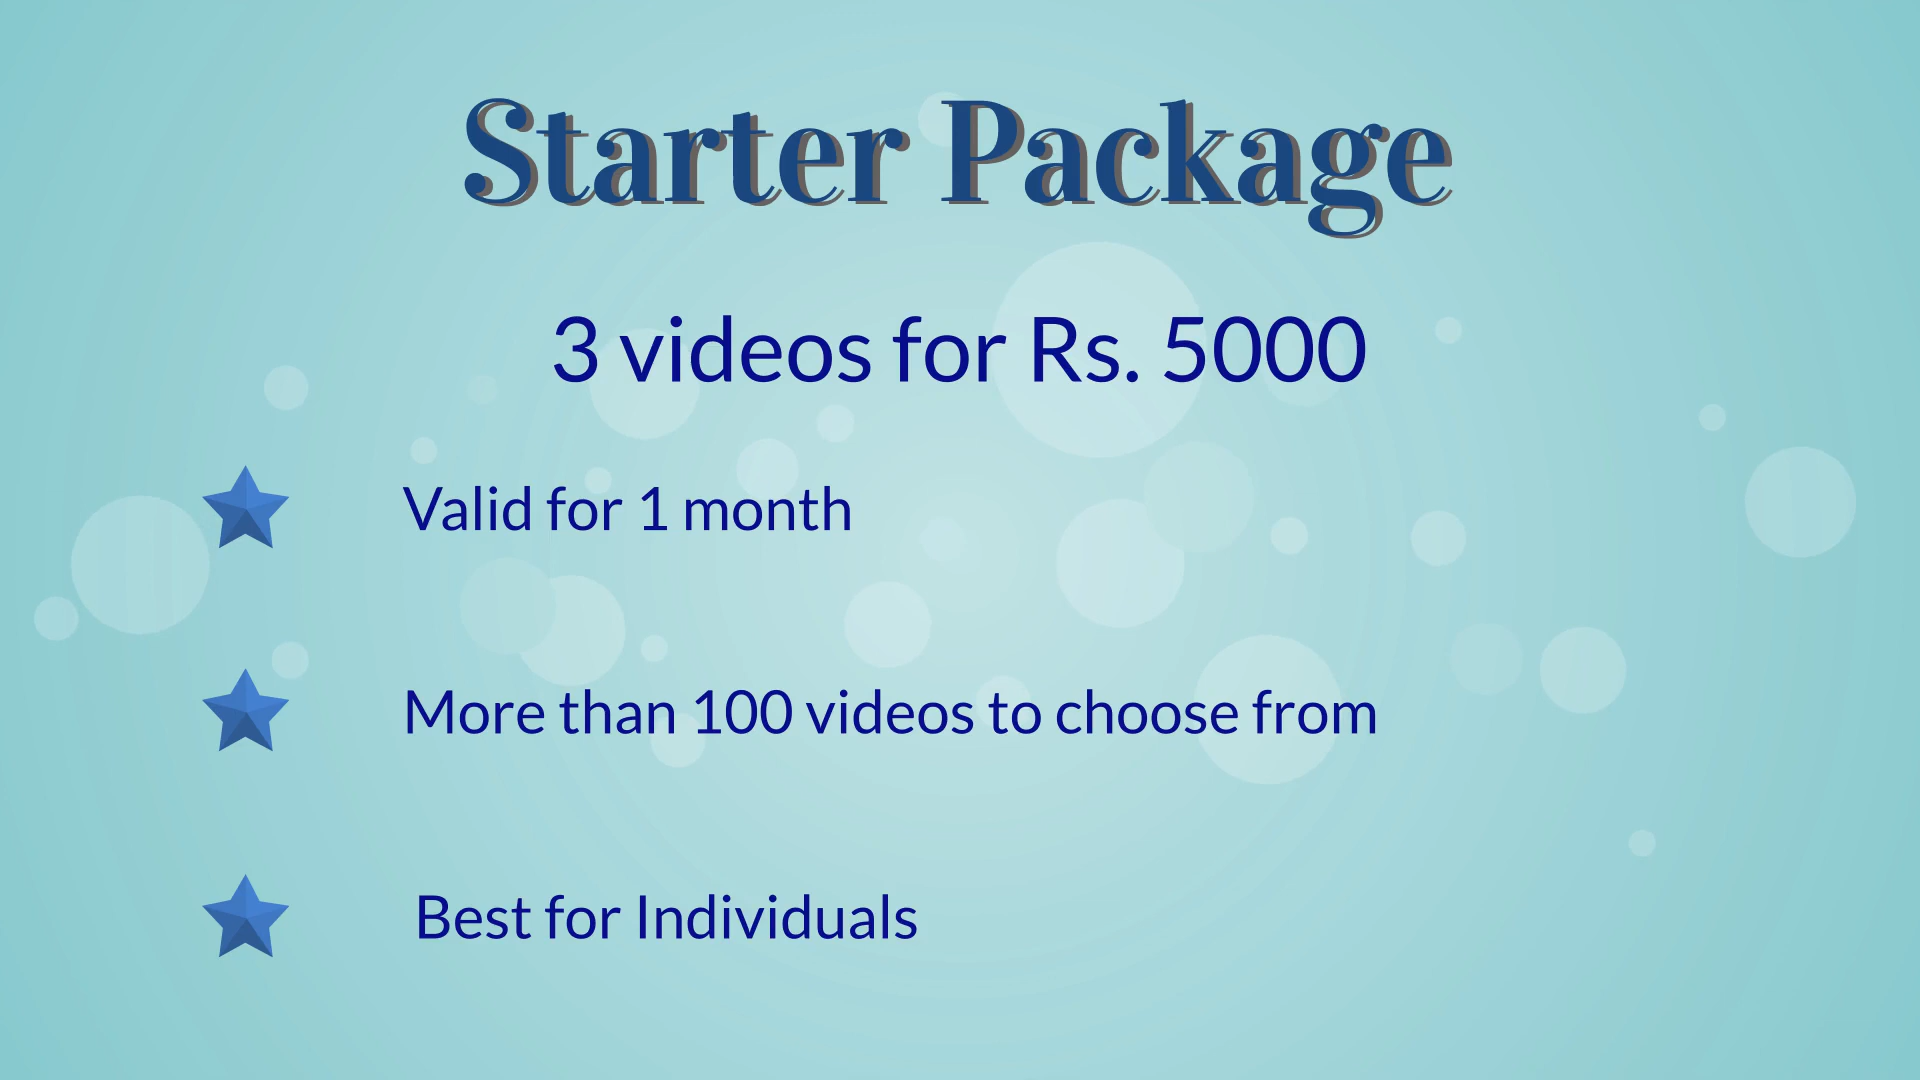 Starter Package
3 videos for Rs. 5000
Valid for 1 month
More than 100 videos to choose from
Best for Individuals